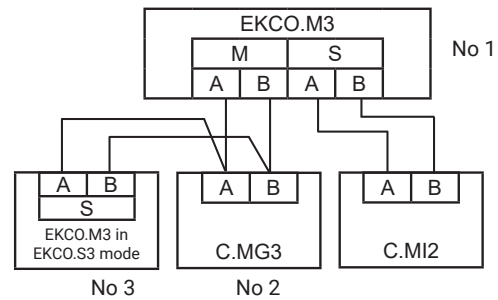 EKCO.M3
No 1
M S
A B A B
A B
S
EKCO.M3 in
EKCO.S3 mode
A B
C.MG3
A B
C.MI2
No 3
No 2